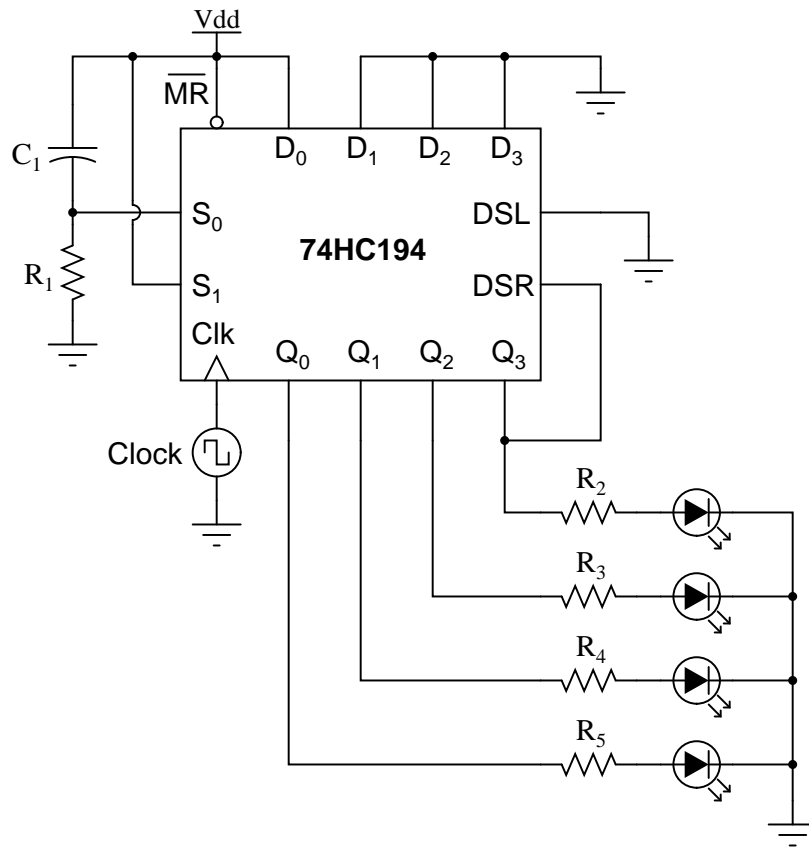 Vdd
M̅R̅
D₀ D₁ D₂ D₃
C₁
S₀ DSL
74HC194
R₁
S₁ DSR
Clk
Q₀ Q₁ Q₂ Q₃
Clock
R₂
R₃
R₄
R₅